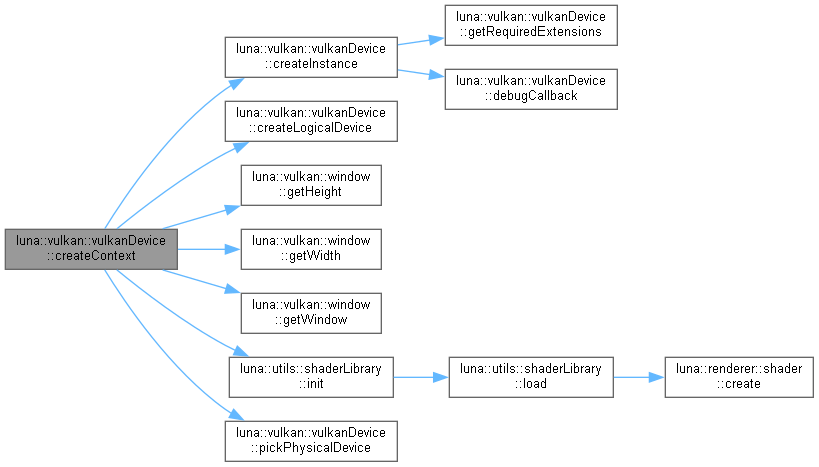 luna::vulkan::vulkanDevice
::createContext
luna::vulkan::vulkanDevice
::createInstance
luna::vulkan::vulkanDevice
::getRequiredExtensions
luna::vulkan::vulkanDevice
::debugCallback
luna::vulkan::vulkanDevice
::createLogicalDevice
luna::vulkan::window
::getHeight
luna::vulkan::window
::getWidth
luna::vulkan::window
::getWindow
luna::utils::shaderLibrary
::init
luna::utils::shaderLibrary
::load
luna::renderer::shader
::create
luna::vulkan::vulkanDevice
::pickPhysicalDevice